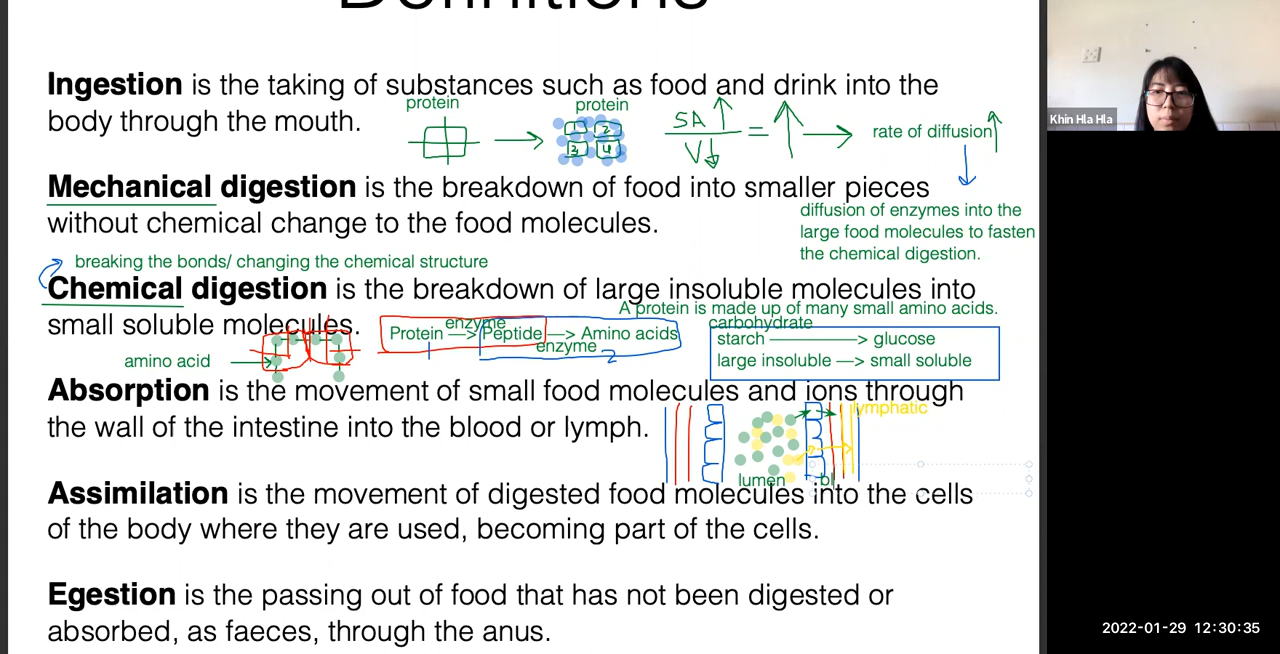 Definitions
Ingestion is the taking of substances such as food and drink into the
body through the mouth.
protein
protein
1 2
3 4
SA
V
=
rate of diffusion
Mechanical digestion is the breakdown of food into smaller pieces
without chemical change to the food molecules.
diffusion of enzymes into the
large food molecules to fasten
the chemical digestion.
breaking the bonds/ changing the chemical structure
Chemical digestion is the breakdown of large insoluble molecules into
small soluble molecules.
A protein is made up of many small amino acids.
amino acid
enzyme
Protein —> Peptide —> Amino acids
enzyme
1
2
carbohydrate
starch ————> glucose
large insoluble —> small soluble
Absorption is the movement of small food molecules and ions through
the wall of the intestine into the blood or lymph.
lymphatic
lumen
bl
Assimilation is the movement of digested food molecules into the cells
of the body where they are used, becoming part of the cells.
Egestion is the passing out of food that has not been digested or
absorbed, as faeces, through the anus.
Khin Hla Hla
2022-01-29 12:30:35